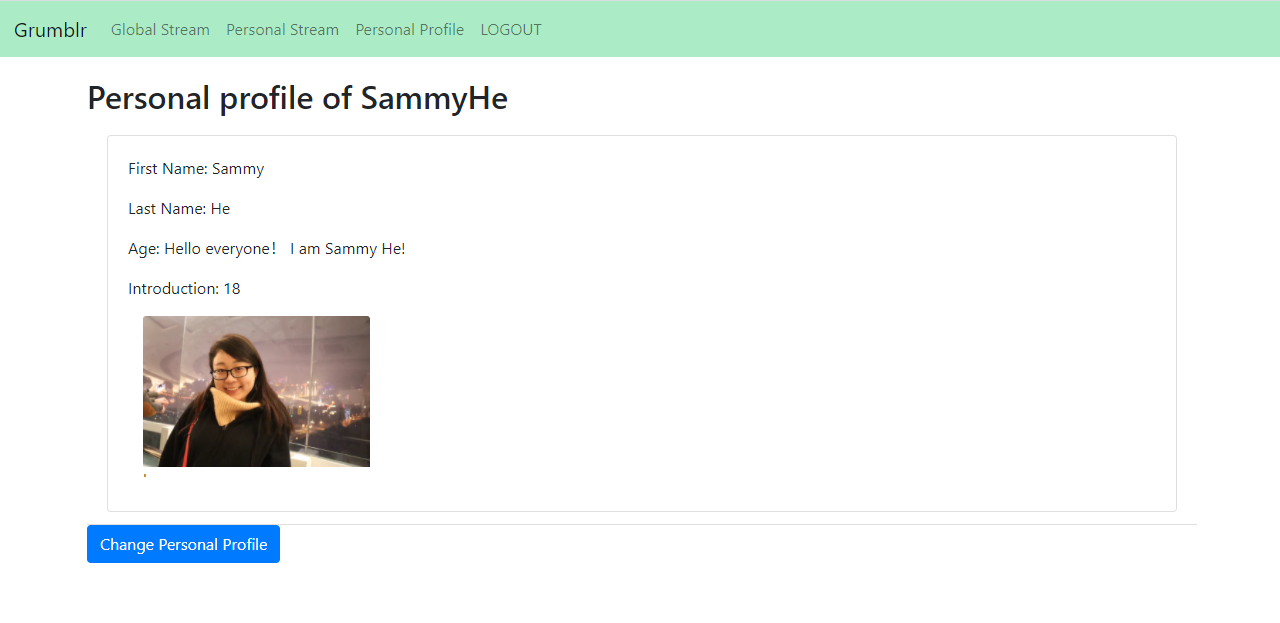 Grumblr Global Stream Personal Stream Personal Profile LOGOUT
Personal profile of SammyHe
First Name: Sammy
Last Name: He
Age: Hello everyone！ I am Sammy He!
Introduction: 18
Change Personal Profile